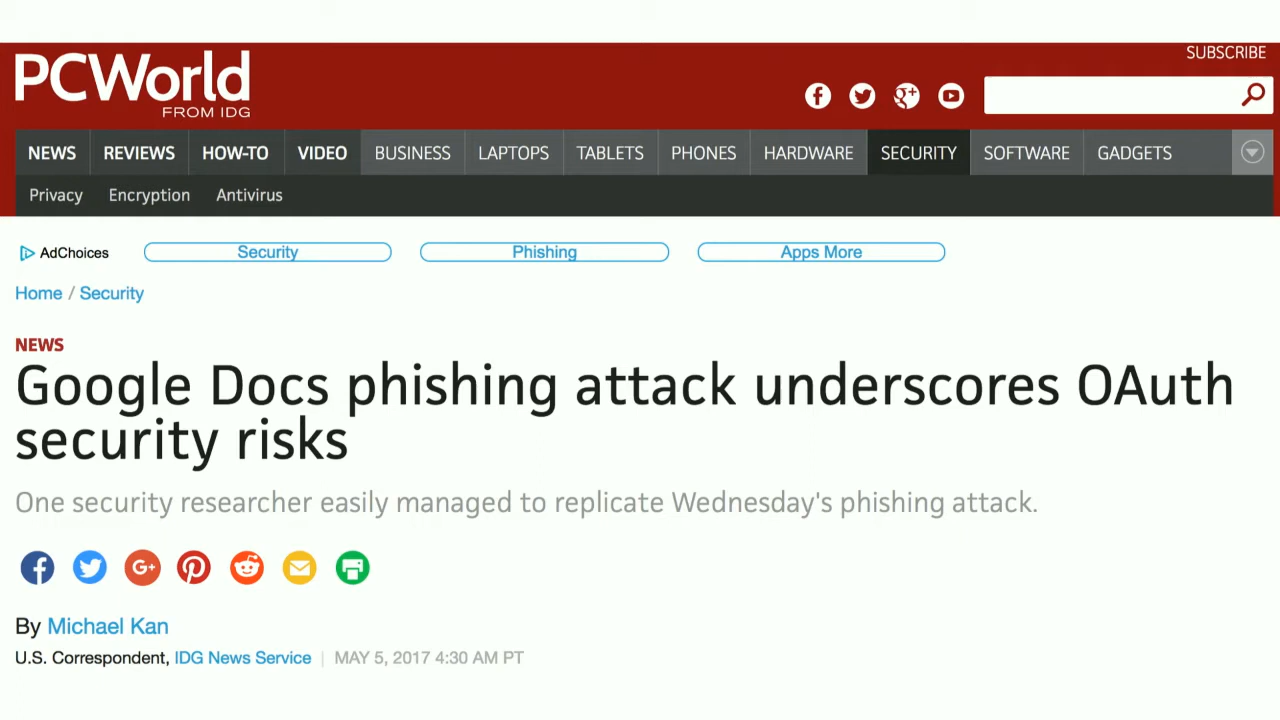 SUBSCRIBE
PCWorld
FROM IDG
NEWS REVIEWS HOW-TO VIDEO BUSINESS LAPTOPS TABLETS PHONES HARDWARE SECURITY SOFTWARE GADGETS
Privacy Encryption Antivirus
AdChoices Security Phishing Apps More
Home / Security
NEWS
Google Docs phishing attack underscores OAuth
security risks
One security researcher easily managed to replicate Wednesday's phishing attack.
By Michael Kan
U.S. Correspondent, IDG News Service | MAY 5, 2017 4:30 AM PT